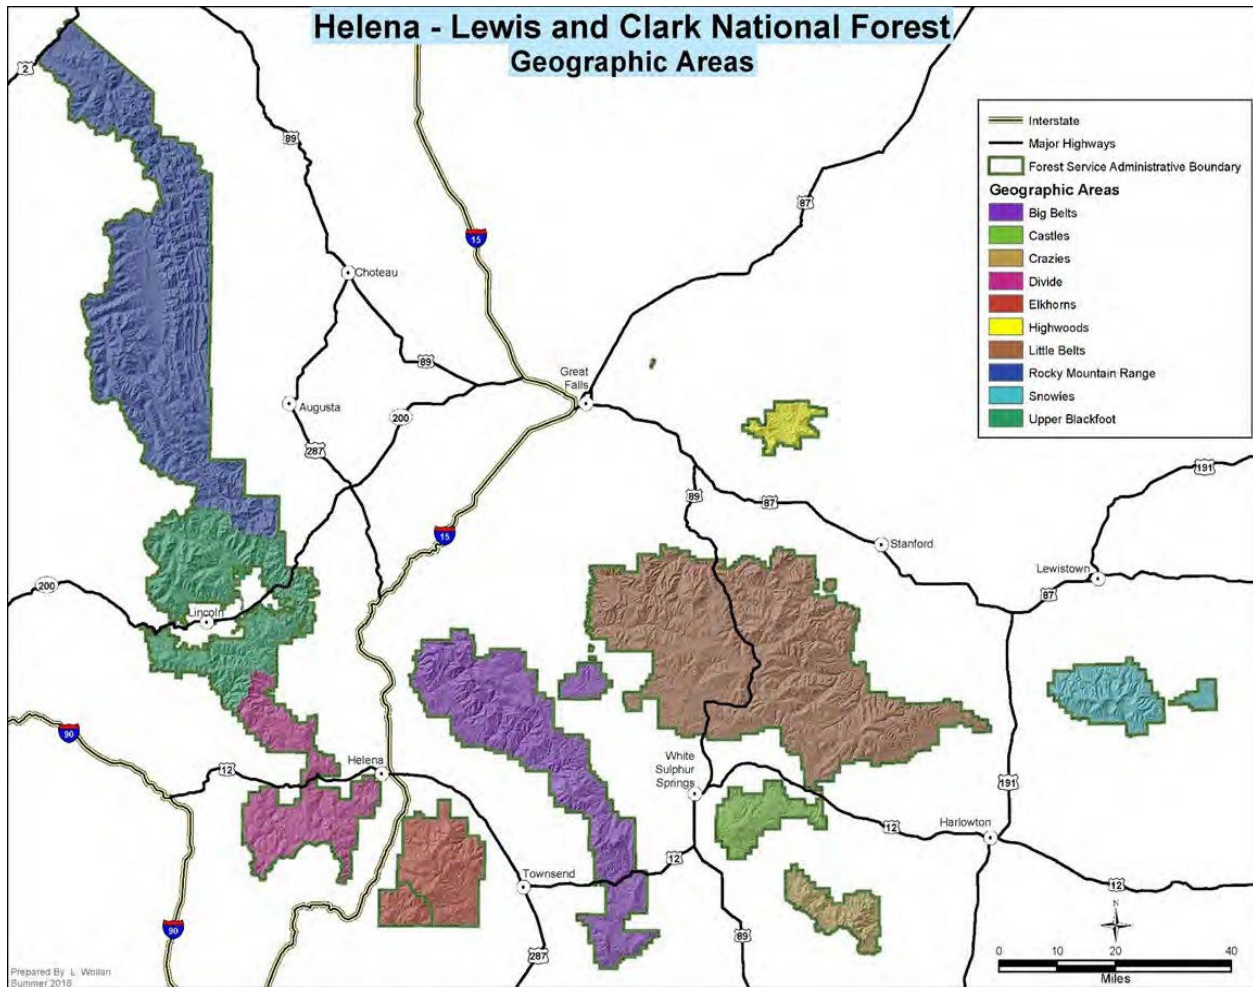 Helena - Lewis and Clark National Forest
Geographic Areas
Interstate
Major Highways
Forest Service Administrative Boundary
Geographic Areas
Big Belts
Castles
Crazies
Divide
Elkhorns
Highwoods
Little Belts
Rocky Mountain Range
Snowies
Upper Blackfoot
2
89
87
15
Choteau
89
Great
Falls
Augusta
200
287
191
89
87
15
Stanford
Lewistown
200
87
Lincoln
90
White
Sulphur
Springs
Helena
12
191
Harlowton
12
12
Townsend
12
90
89
287
N
0 10 20 40
Miles
Prepared By L. Woilan
Summer 2018